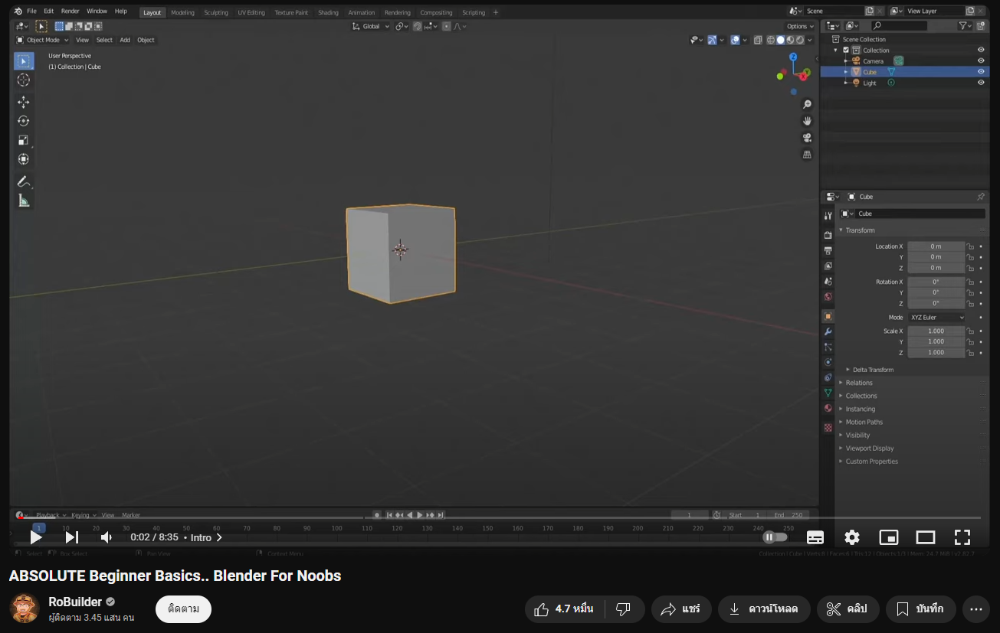 File Edit Render Window Help Layout Modeling Sculpting UV Editing Texture Paint Shading Animation Rendering Compositing Scripting + Scene View Layer
Global Options
Object Mode View Select Add Object
User Perspective
(1) Collection | Cube
Z
Y
X
Scene Collection
Collection
Camera
Cube
Light
Cube
Cube
Transform
Location X 0 m
Y 0 m
Z 0 m
Rotation X 0°
Y 0°
Z 0°
Mode XYZ Euler
Scale X 1.000
Y 1.000
Z 1.000
Delta Transform
Relations
Collections
Instancing
Motion Paths
Visibility
Viewport Display
Custom Properties
Playback Keying View Marker 1 Start 1 End 250
1 10 20 30 40 50 60 70 80 90 100 110 120 130 140 150 160 170 180 190 200 210 220 230 240 250
0:02 / 8:35 • Intro
Select Box Select Pan View Context Menu Collection | Cube | Verts:8 | Faces:6 | Tris:12 | Objects:1/3 | Mem: 24.7 MiB | v2.82.7
ABSOLUTE Beginner Basics.. Blender For Noobs
RoBuilder
ผู้ติดตาม 3.45 แสน คน
ติดตาม
4.7 หมื่น
แชร์
ดาวน์โหลด
คลิป
บันทึก